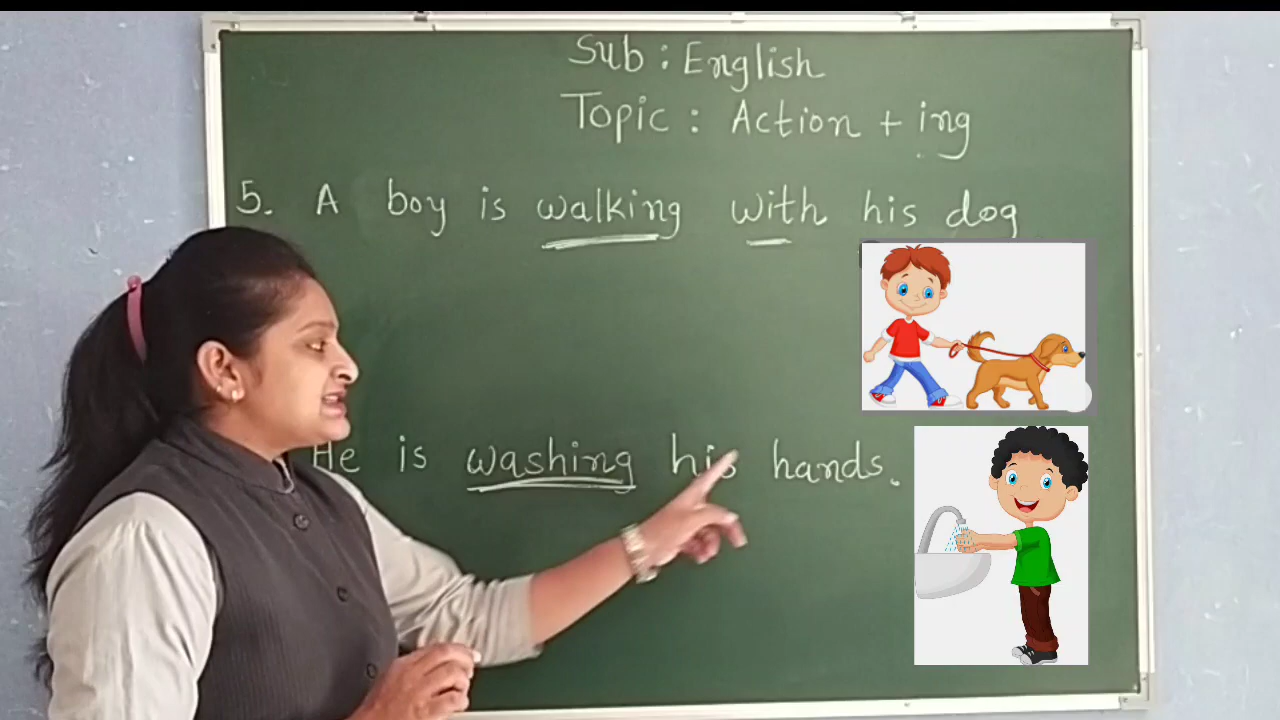 Sub : English
Topic : Action + ing
5. A boy is walking with his dog
He is washing his hands.